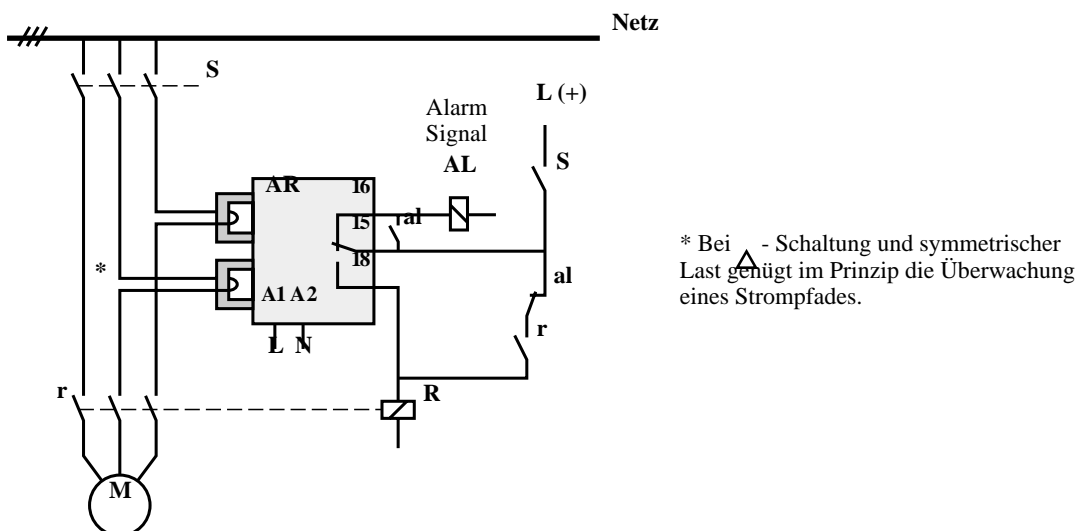 Netz
S
L (+)
Alarm
Signal
AL
S
AR
16
15
al
18
*
A1 A2
L N
al
r
r
R
M
* Bei △ - Schaltung und symmetrischer
Last genügt im Prinzip die Überwachung
eines Strompfades.